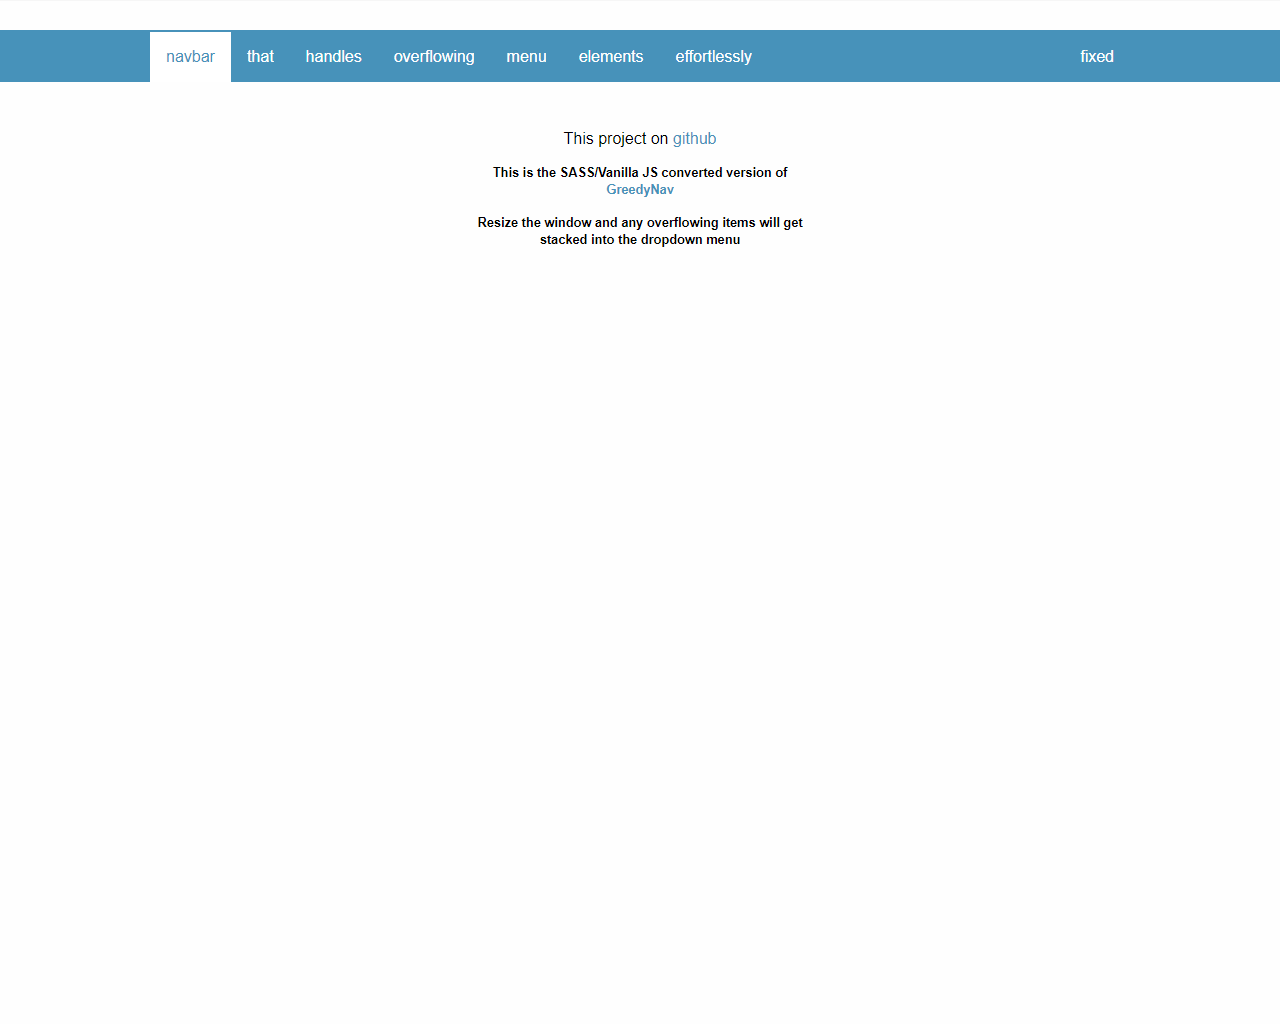 navbar that handles overflowing menu elements effortlessly fixed
This project on github
This is the SASS/Vanilla JS converted version of
GreedyNav
Resize the window and any overflowing items will get
stacked into the dropdown menu